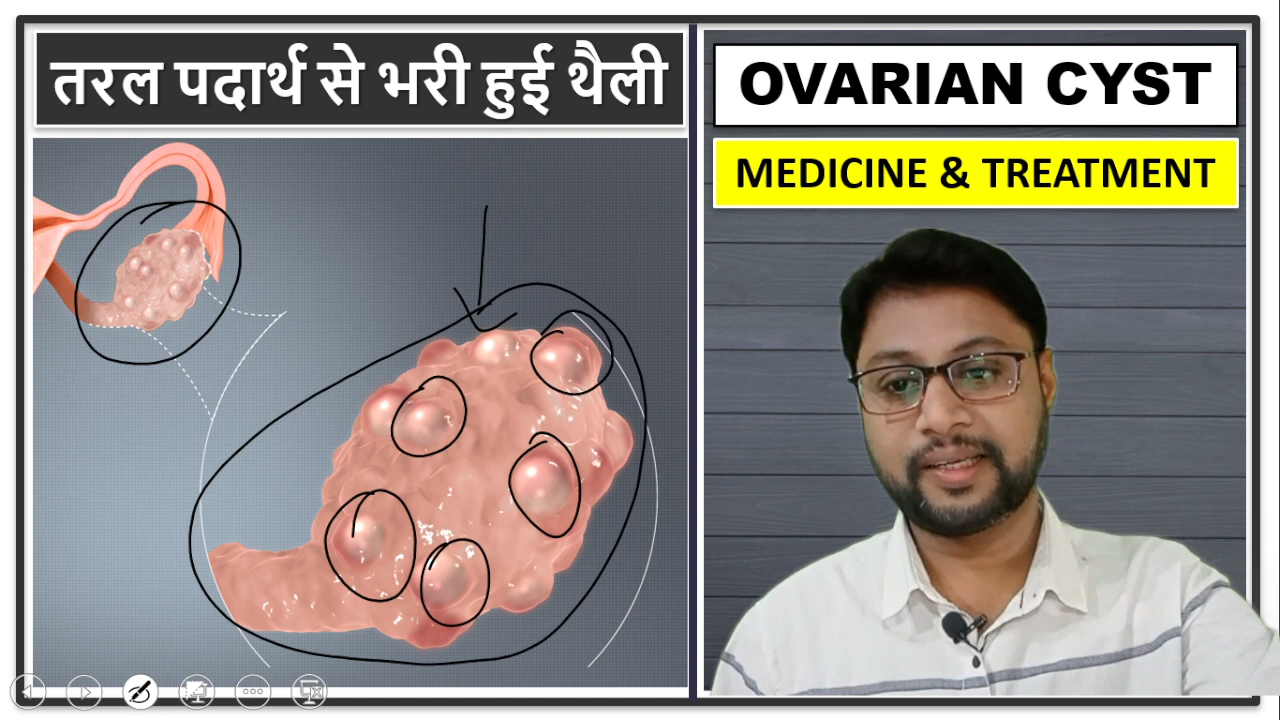 तरल पदार्थ से भरी हुई थैली
OVARIAN CYST
MEDICINE & TREATMENT